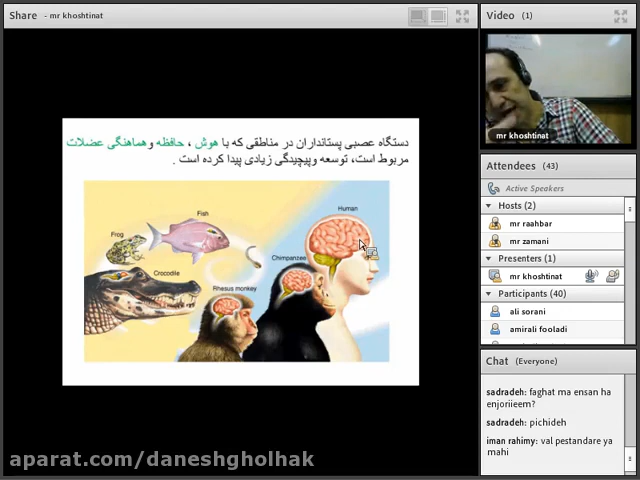 Share - mr khoshtinat
دستگاه عصبی پستانداران در مناطقی که با هوش ، حافظه وهماهنگی عضلات
مربوط است، توسعه وپیچیدگی زیادی پیدا کرده است .
Human
Fish
Frog
Chimpanzee
Crocodile
Rhesus monkey
Video (1)
mr khoshtinat
Attendees (43)
Active Speakers
Hosts (2)
mr raahbar
mr zamani
Presenters (1)
mr khoshtinat
Participants (40)
ali sorani
amirali fooladi
Chat (Everyone)
sadradeh: faghat ma ensan ha
enjoriieem?
sadradeh: pichideh
iman rahimy: val pestandare ya
mahi
aparat.com/daneshgholhak